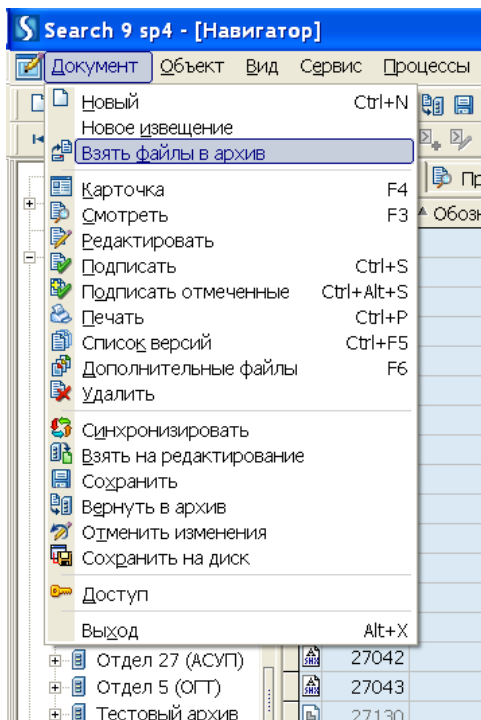 Search 9 sp4 - [Навигатор]
Документ Объект Вид Сервис Процессы
Новый Ctrl+N
Новое извещение
Взять файлы в архив
Карточка F4
Смотреть F3
Редактировать
Подписать Ctrl+S
Подписать отмеченные Ctrl+Alt+S
Печать Ctrl+P
Список версий Ctrl+F5
Дополнительные файлы F6
Удалить
Синхронизировать
Взять на редактирование
Сохранить
Вернуть в архив
Отменить изменения
Сохранить на диск
Доступ
Выход Alt+X
Отдел 27 (АСУП) 27042
Отдел 5 (ОГТ) 27043
Тестовый архив 27130